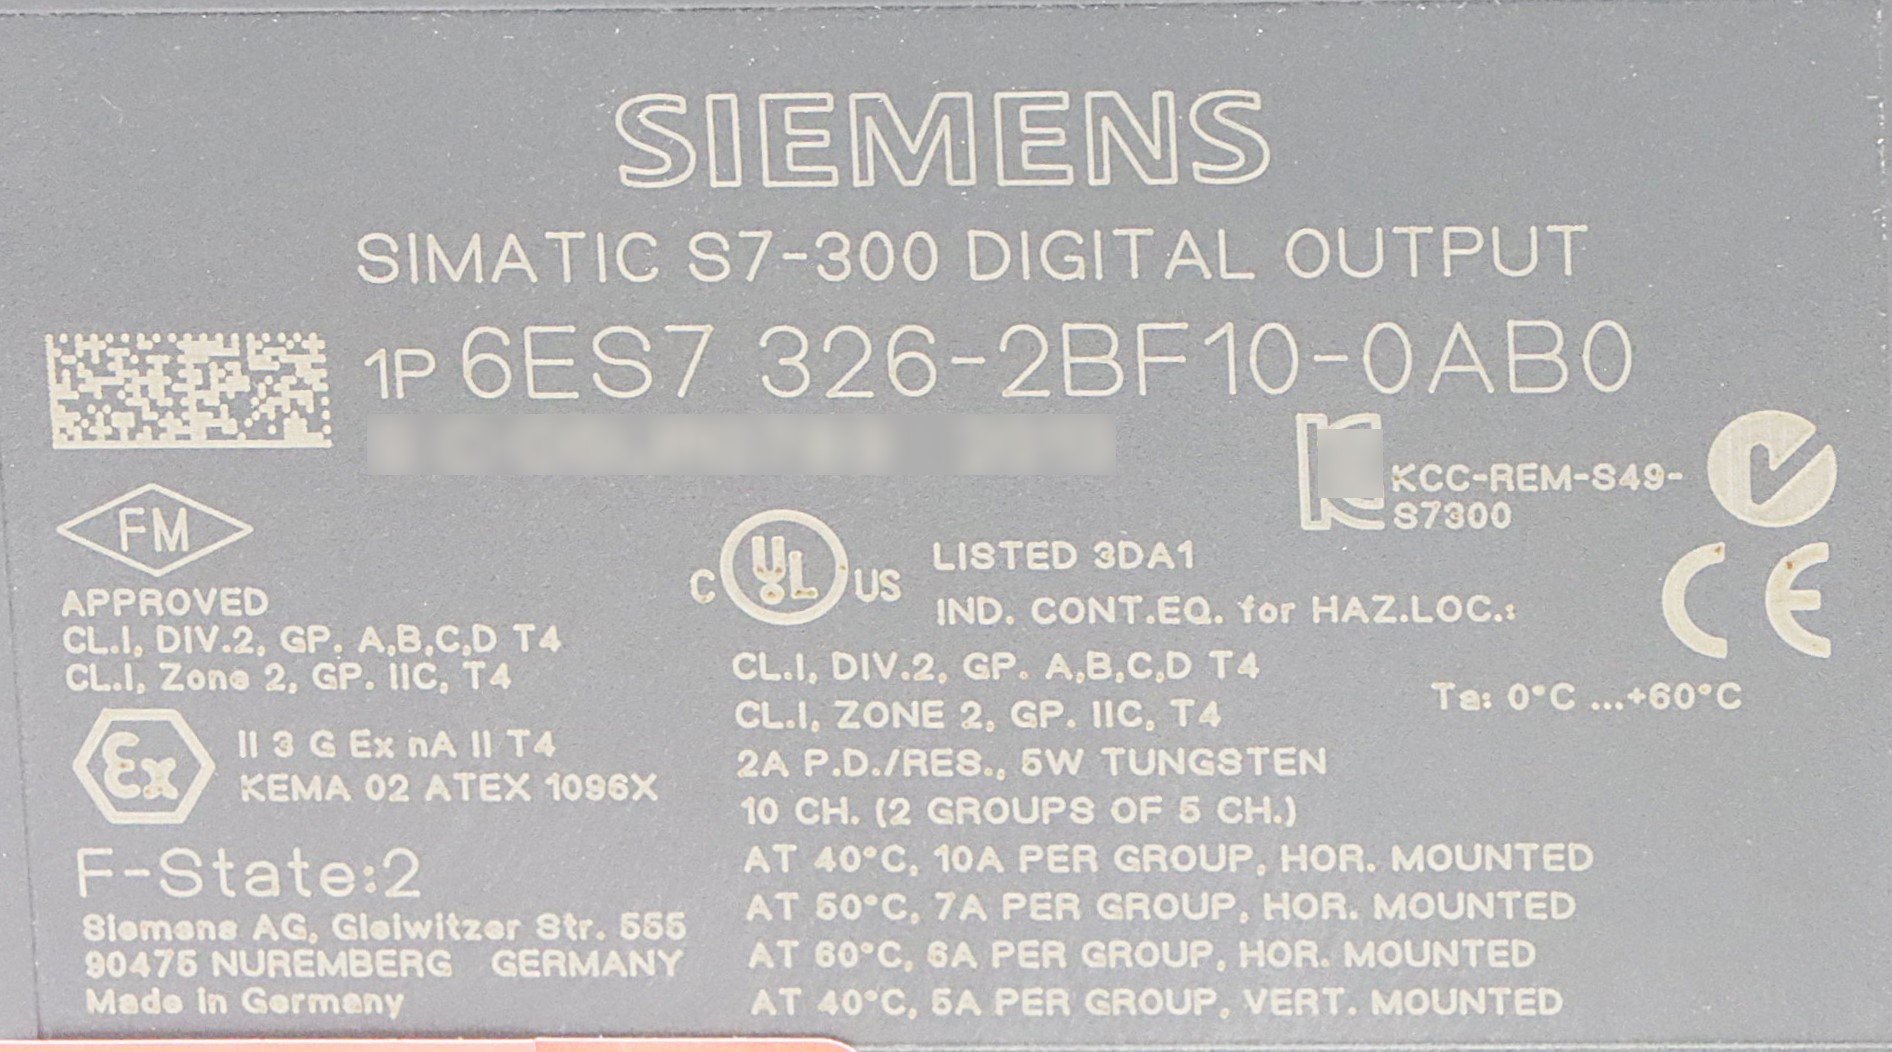 SIEMENS
SIMATIC S7-300 DIGITAL OUTPUT
1P 6ES7 326-2BF10-0AB0
KCC-REM-S49-
S7300
FM
APPROVED
CL.I, DIV.2, GP. A,B,C,D T4
CL.I, Zone 2, GP. IIC, T4
C UL US
LISTED 3DA1
IND. CONT.EQ. for HAZ.LOC.:
CE
CL.I, DIV.2, GP. A,B,C,D T4
CL.I, ZONE 2, GP. IIC, T4
Ta: 0°C ...+60°C
Ex
II 3 G Ex nA II T4
KEMA 02 ATEX 1096X
2A P.D./RES., 5W TUNGSTEN
10 CH. (2 GROUPS OF 5 CH.)
AT 40°C, 10A PER GROUP, HOR. MOUNTED
AT 50°C, 7A PER GROUP, HOR. MOUNTED
AT 60°C, 6A PER GROUP, HOR. MOUNTED
AT 40°C, 5A PER GROUP, VERT. MOUNTED
F-State:2
Siemens AG, Gleiwitzer Str. 555
90475 NUREMBERG GERMANY
Made in Germany